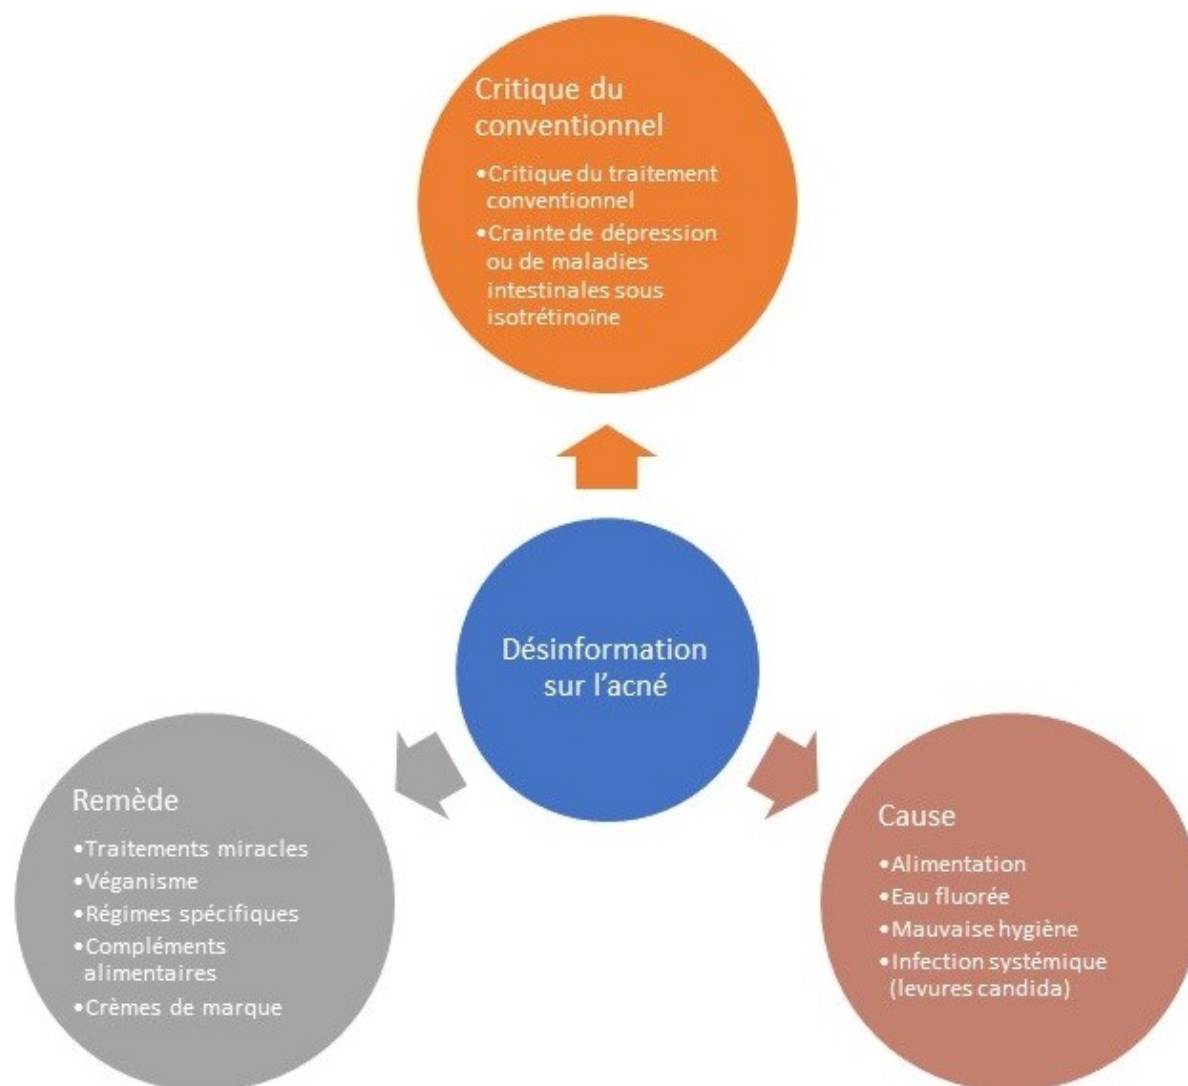 Critique du
conventionnel
•Critique du traitement
conventionnel
•Crainte de dépression
ou de maladies
intestinales sous
isotrétinoïne
Désinformation
sur l'acné
Remède
•Traitements miracles
•Véganisme
•Régimes spécifiques
•Compléments
alimentaires
•Crèmes de marque
Cause
•Alimentation
•Eau fluorée
•Mauvaise hygiène
•Infection systémique
(levures candida)